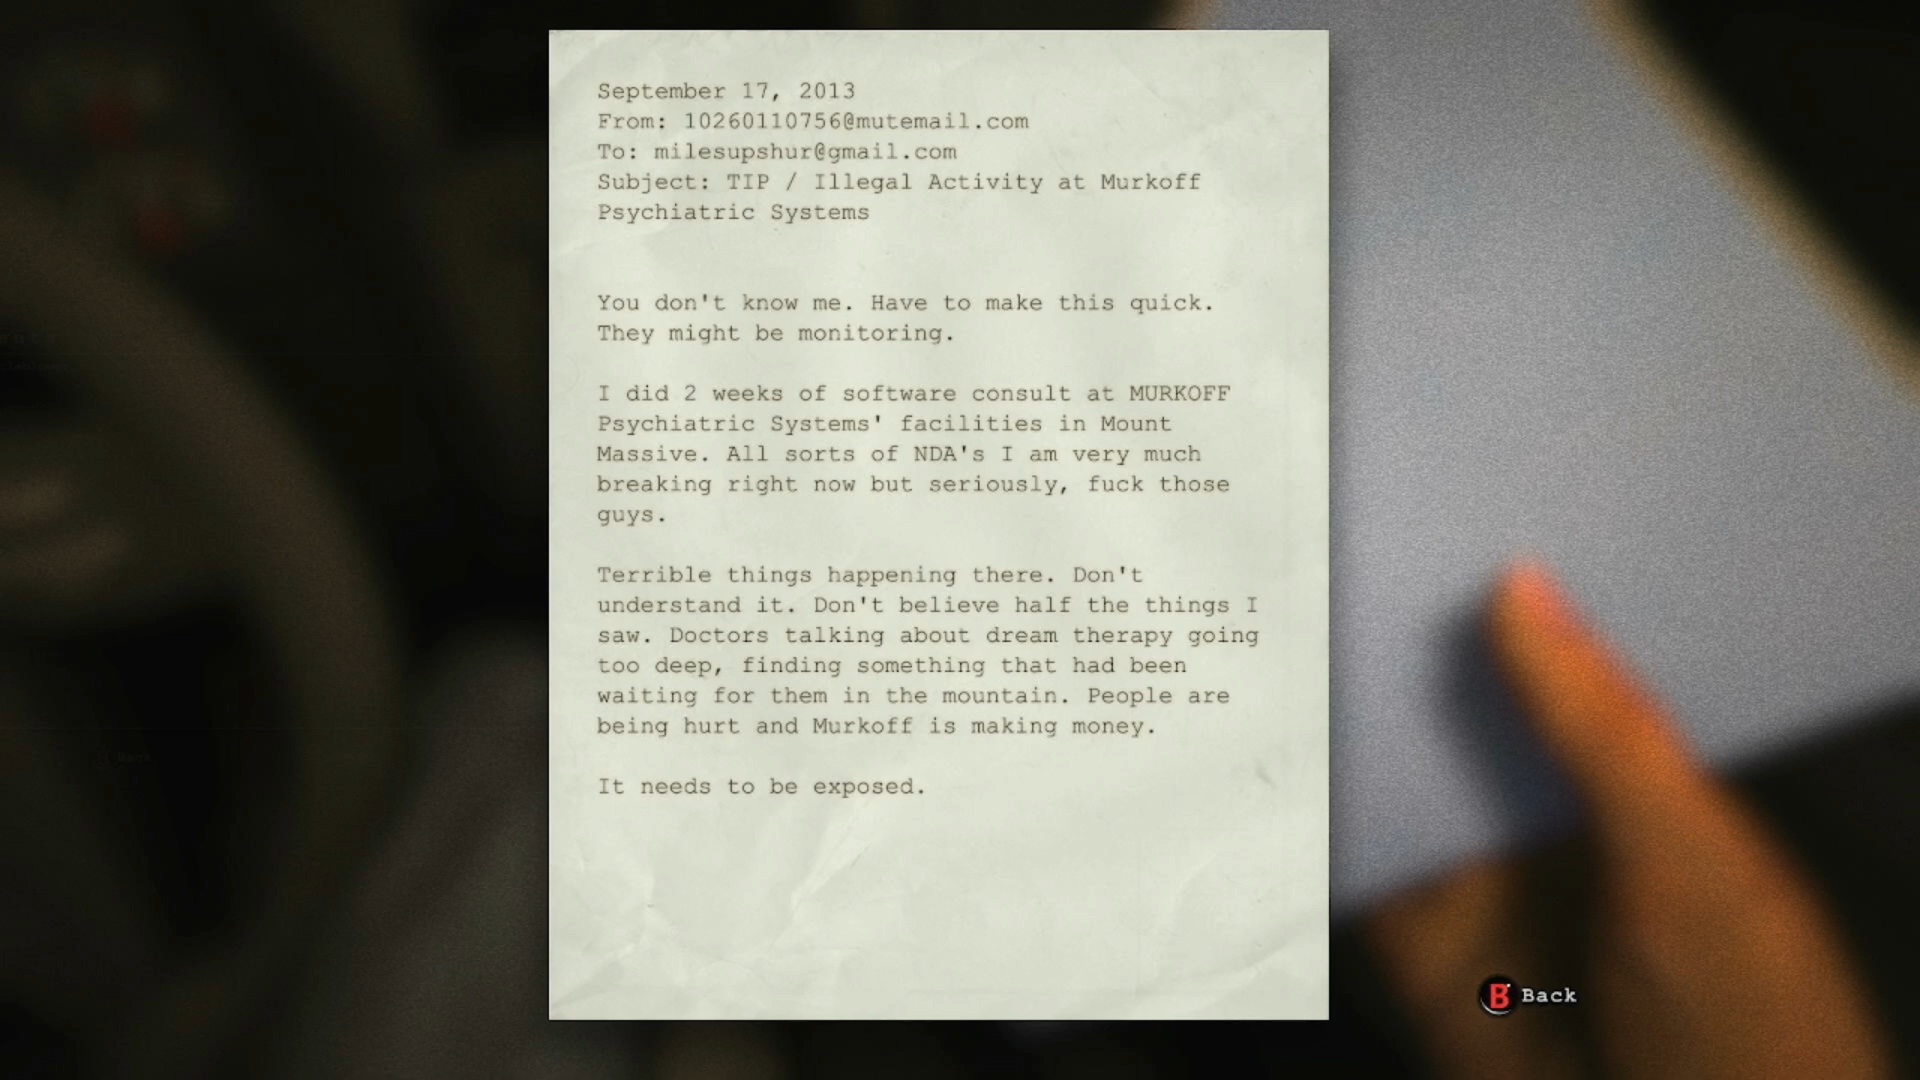 September 17, 2013
From: 10260110756@mutemail.com
To: milesupshur@gmail.com
Subject: TIP / Illegal Activity at Murkoff
Psychiatric Systems
You don't know me. Have to make this quick.
They might be monitoring.
I did 2 weeks of software consult at MURKOFF
Psychiatric Systems' facilities in Mount
Massive. All sorts of NDA's I am very much
breaking right now but seriously, fuck those
guys.
Terrible things happening there. Don't
understand it. Don't believe half the things I
saw. Doctors talking about dream therapy going
too deep, finding something that had been
waiting for them in the mountain. People are
being hurt and Murkoff is making money.
It needs to be exposed.
B Back